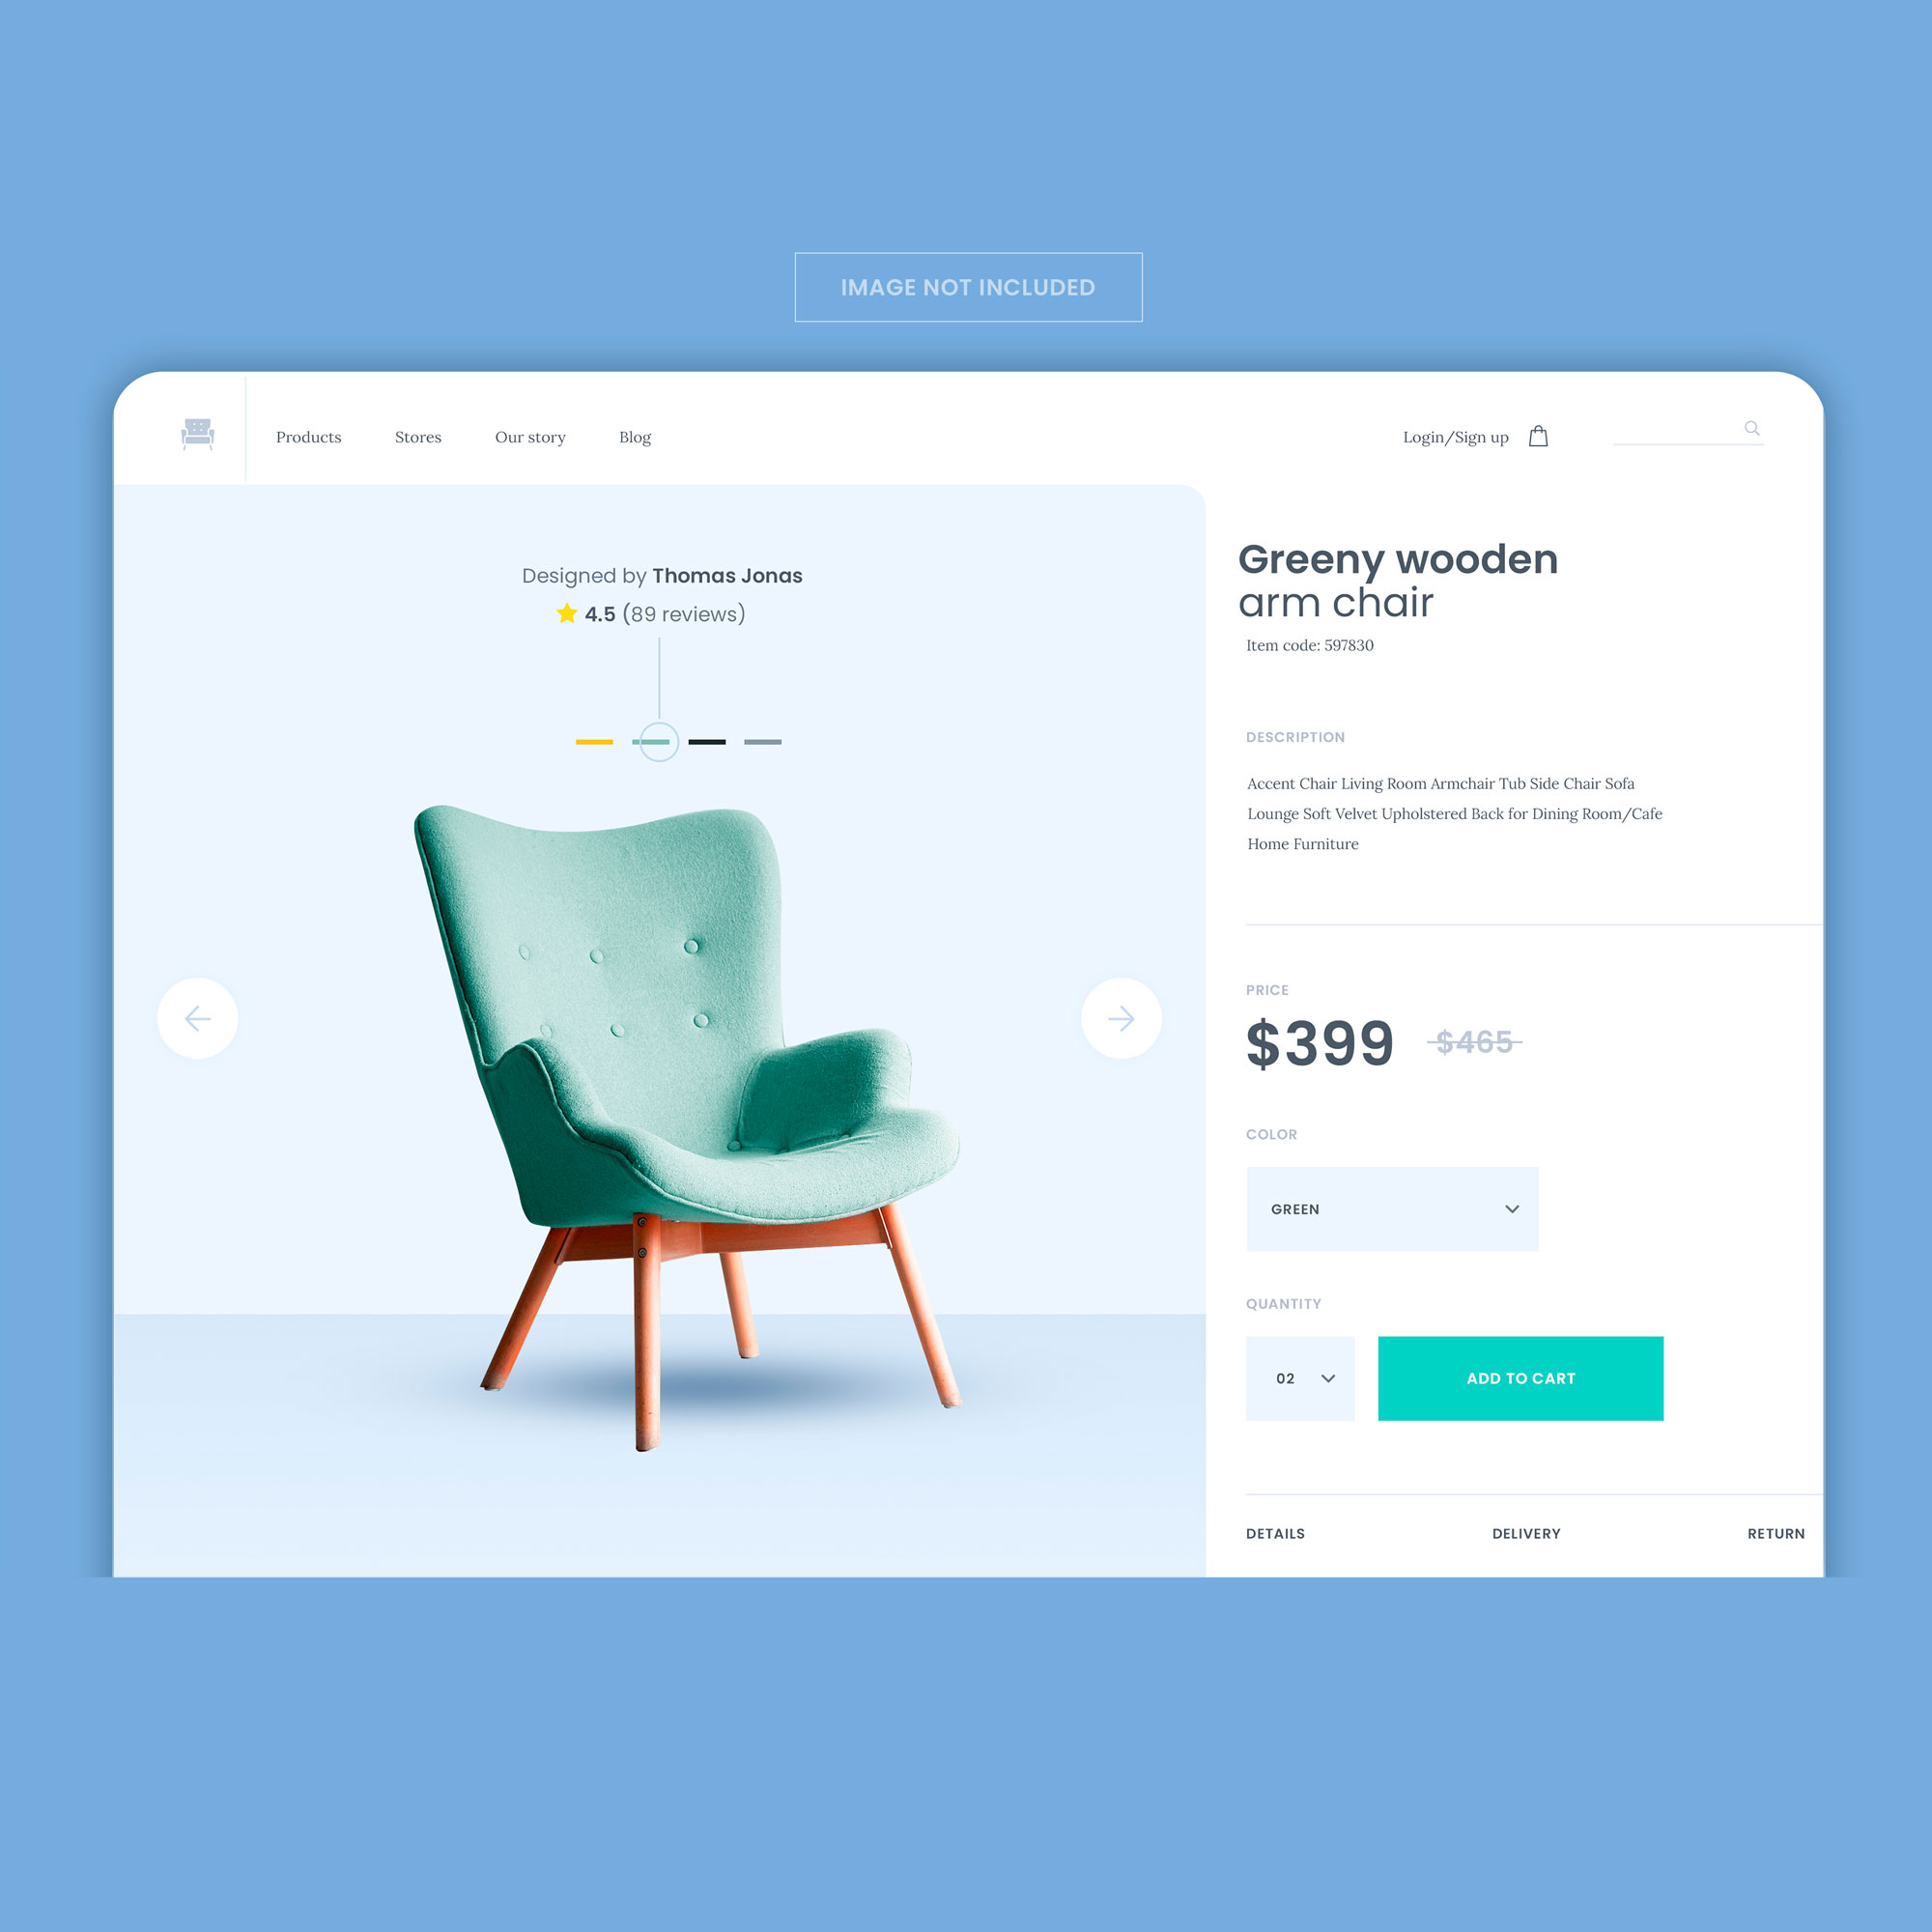 IMAGE NOT INCLUDED
Products Stores Our story Blog Login/Sign up
Designed by Thomas Jonas
4.5 (89 reviews)
Greeny wooden
arm chair
Item code: 597830
DESCRIPTION
Accent Chair Living Room Armchair Tub Side Chair Sofa
Lounge Soft Velvet Upholstered Back for Dining Room/Cafe
Home Furniture
PRICE
$399 $465
COLOR
GREEN
QUANTITY
02 ADD TO CART
DETAILS DELIVERY RETURN